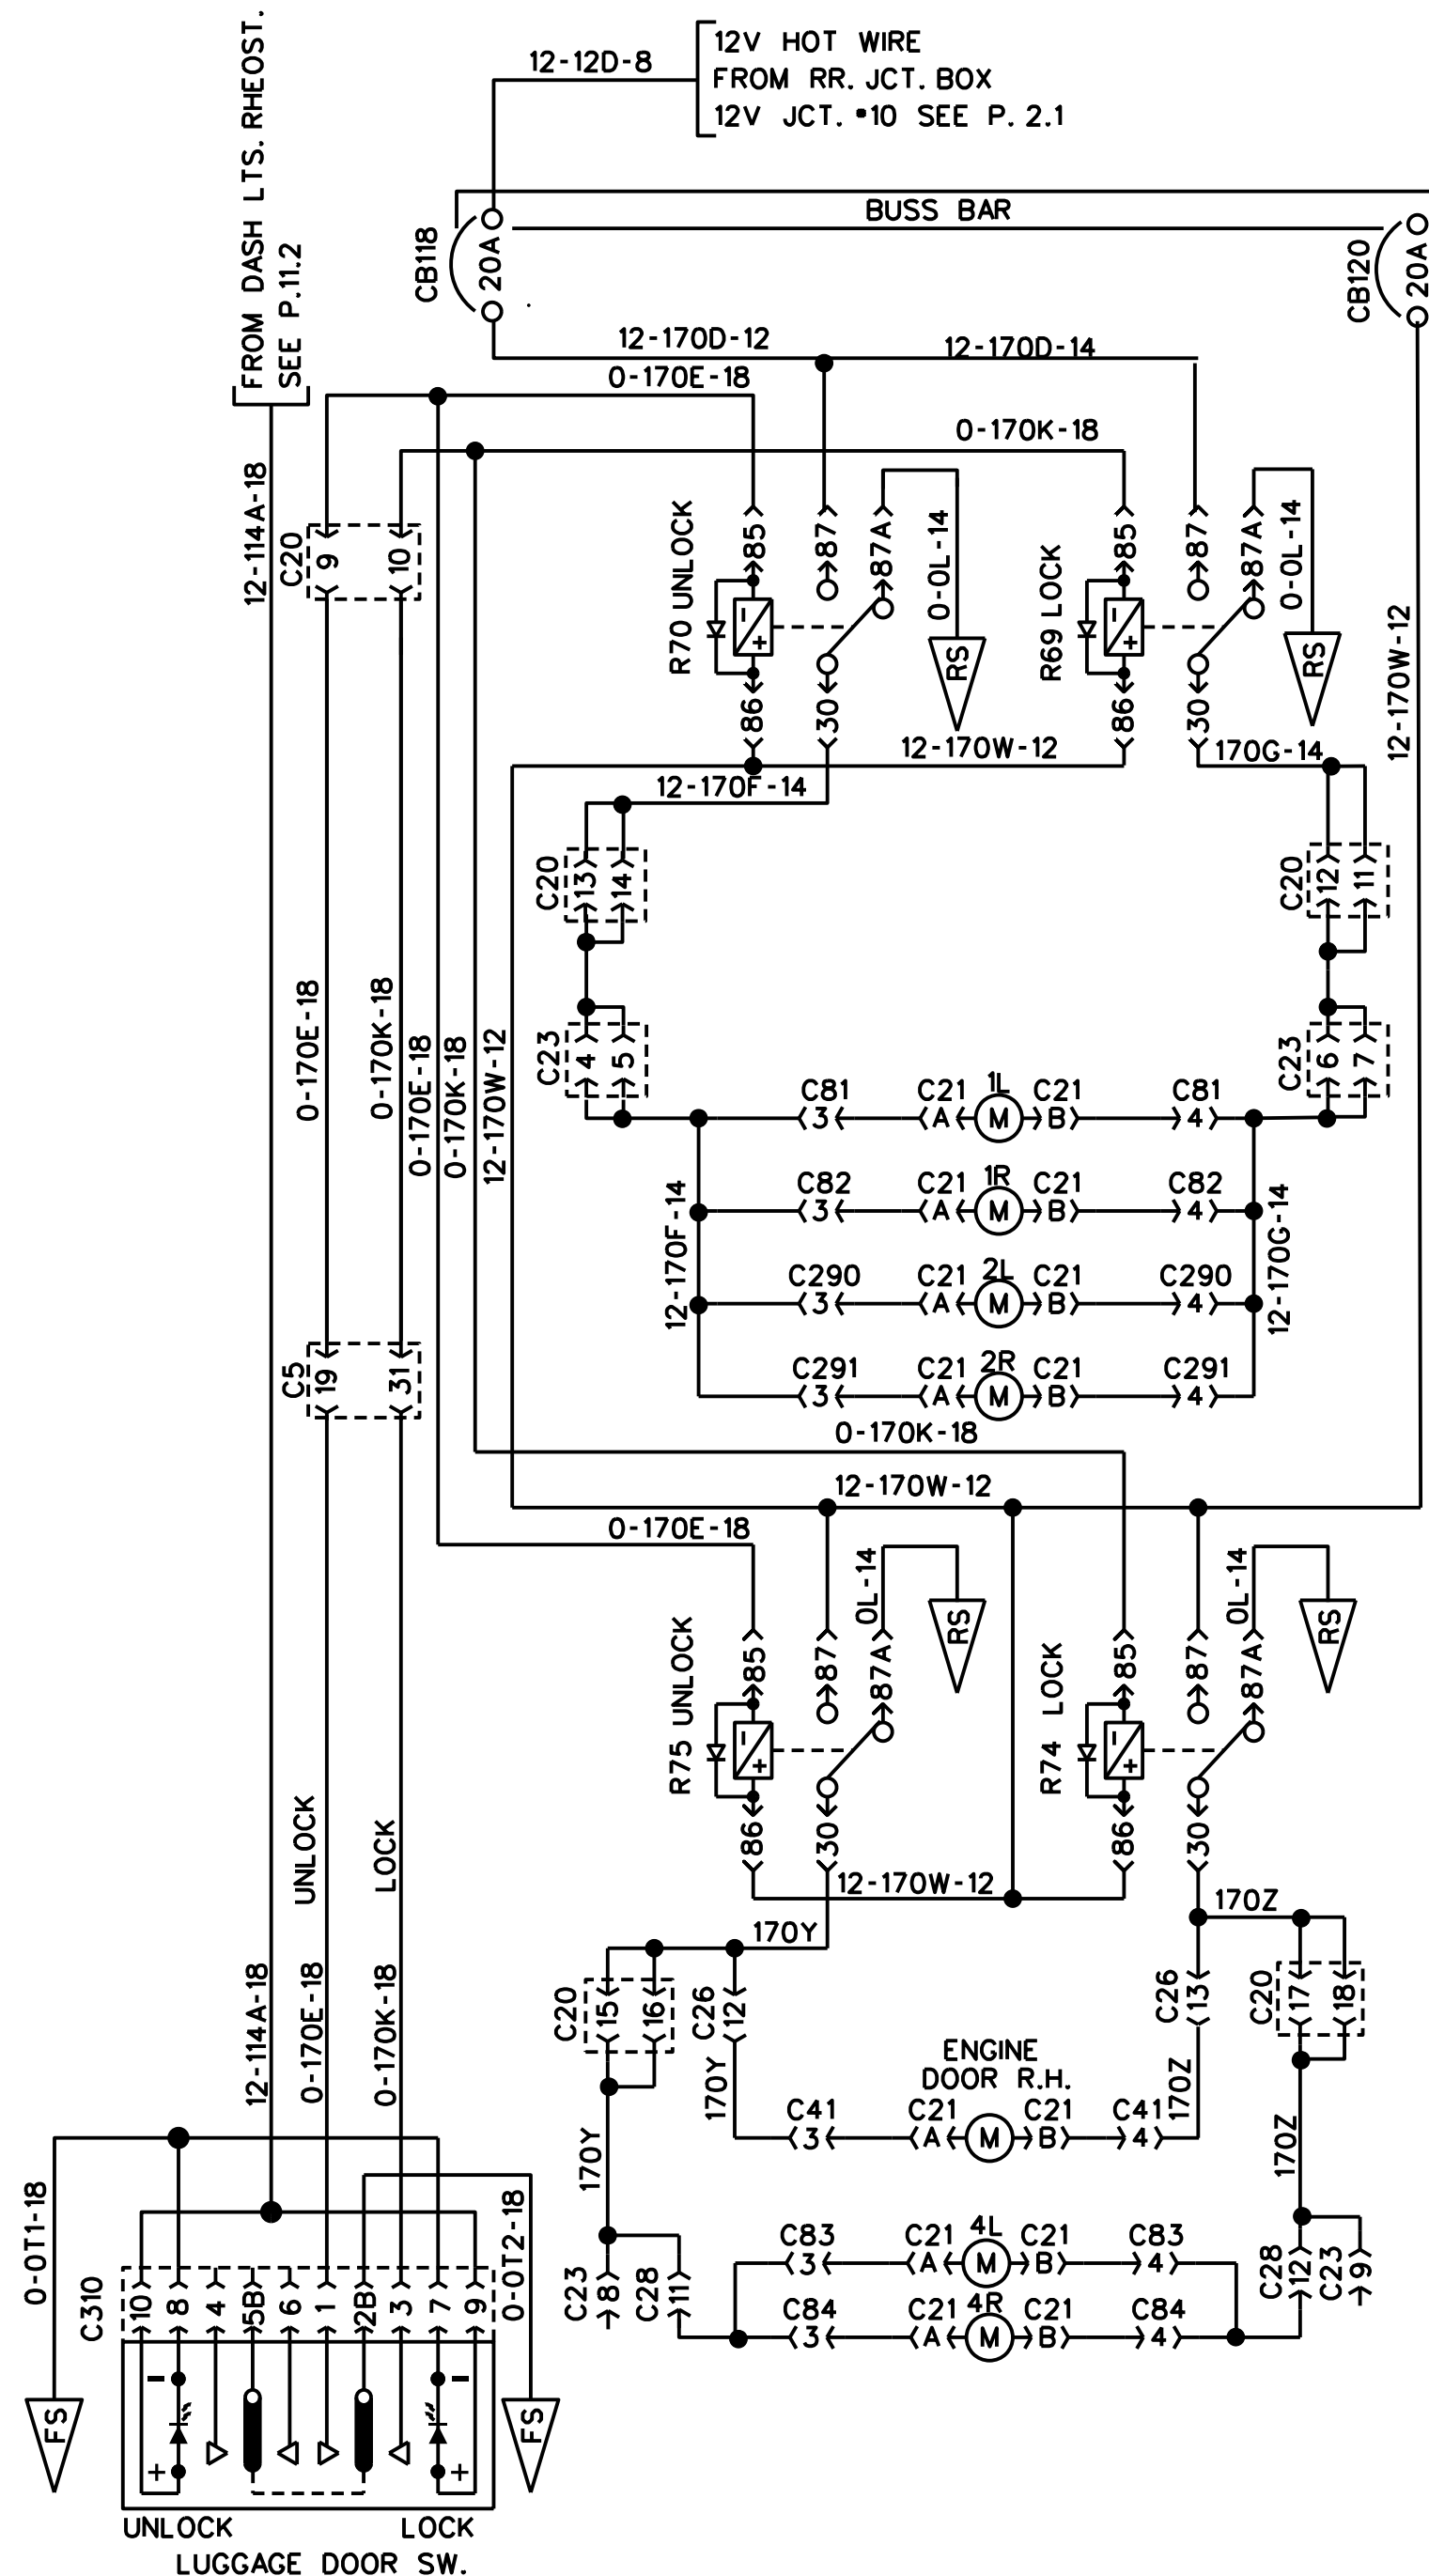 FROM DASH LTS. RHEOST.
SEE P.11.2
12-12D-8
12V HOT WIRE
FROM RR. JCT. BOX
12V JCT. •10 SEE P. 2.1
BUSS BAR
CB118
20A
CB120
20A
12-170D-12
12-170D-14
0-170E-18
0-170K-18
12-114A-18
C20
9
10
R70 UNLOCK
85
87
87A
0-0L-14
RS
86
30
R69 LOCK
85
87
87A
0-0L-14
RS
86
30
12-170W-12
12-170W-12
170G-14
12-170F-14
C20
13
14
C20
12
11
C23
4
5
C23
6
7
0-170E-18
0-170K-18
0-170E-18
0-170K-18
12-170W-12
C81
3
C21
A
1L
M
C21
B
C81
4
C82
3
C21
A
1R
M
C21
B
C82
4
12-170F-14
12-170G-14
C290
3
C21
A
2L
M
C21
B
C290
4
C291
3
C21
A
2R
M
C21
B
C291
4
C5
19
31
0-170K-18
12-170W-12
0-170E-18
R75 UNLOCK
85
87
87A
0L-14
RS
86
30
R74 LOCK
85
87
87A
0L-14
RS
86
30
UNLOCK
LOCK
12-170W-12
170Y
170Z
12-114A-18
0-170E-18
0-170K-18
C20
15
16
C26
12
C26
13
C20
17
18
170Y
ENGINE
DOOR R.H.
170Z
C41
3
C21
A
M
C21
B
C41
4
170Y
170Z
0-0T1-18
0-0T2-18
C83
3
C21
A
4L
M
C21
B
C83
4
C23
8
C28
11
C28
12
C23
9
C84
3
C21
A
4R
M
C21
B
C84
4
C310
10
8
4
5B
6
1
2B
3
7
9
-
-
+
+
FS
FS
UNLOCK
LOCK
LUGGAGE DOOR SW.